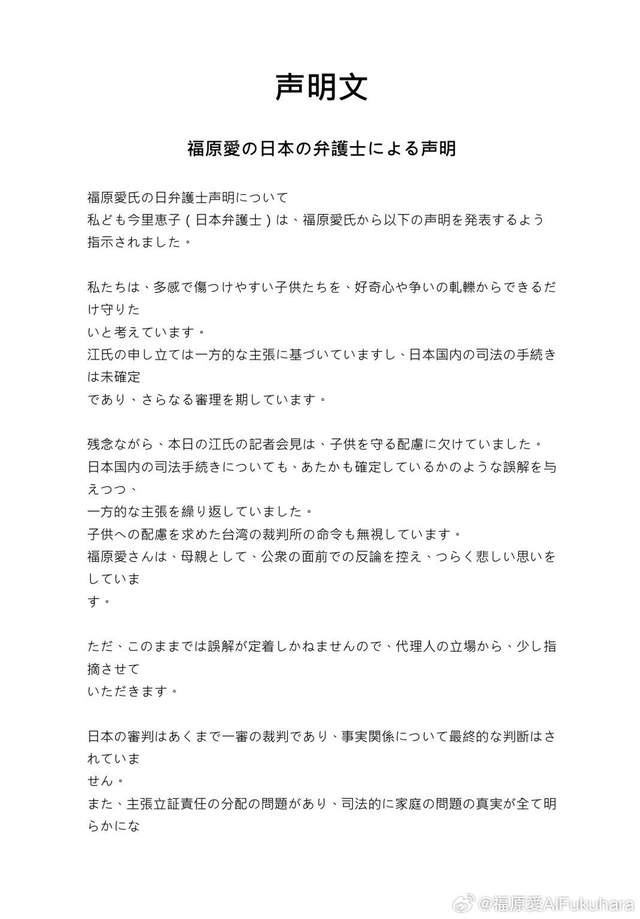 声明文
福原愛の日本の弁護士による声明
福原愛氏の日弁護士声明について
私ども今里恵子（日本弁護士）は、福原愛氏から以下の声明を発表するよう
指示されました。
私たちは、多感で傷つけやすい子供たちを、好奇心や争いの軋轢からできるだ
け守りた
いと考えています。
江氏の申し立ては一方的な主張に基づいていますし、日本国内の司法の手続き
は未確定
であり、さらなる審理を期しています。
残念ながら、本日の江氏の記者会見は、子供を守る配慮に欠けていました。
日本国内の司法手続きについても、あたかも確定しているかのような誤解を与
えつつ、
一方的な主張を繰り返していました。
子供への配慮を求めた台湾の裁判所の命令も無視しています。
福原愛さんは、母親として、公衆の面前での反論を控え、つらく悲しい思いを
していま
す。
ただ、このままでは誤解が定着しかねませんので、代理人の立場から、少し指
摘させて
いただきます。
日本の審判はあくまで一審の裁判であり、事実関係について最終的な判断はさ
れていま
せん。
また、主張立証責任の分配の問題があり、司法的に家庭の問題の真実が全て明
らかにな
@福原愛AiFukuhara